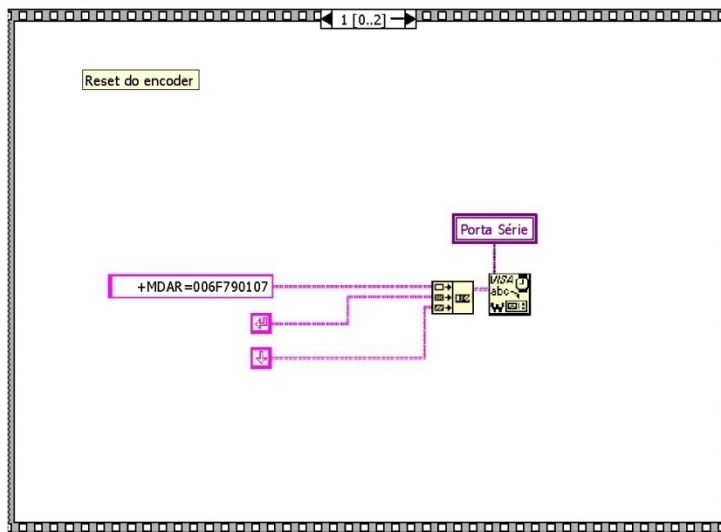 1 [0..2]
Reset do encoder
Porta Série
+MDAR=006F790107
VISA
abc
W